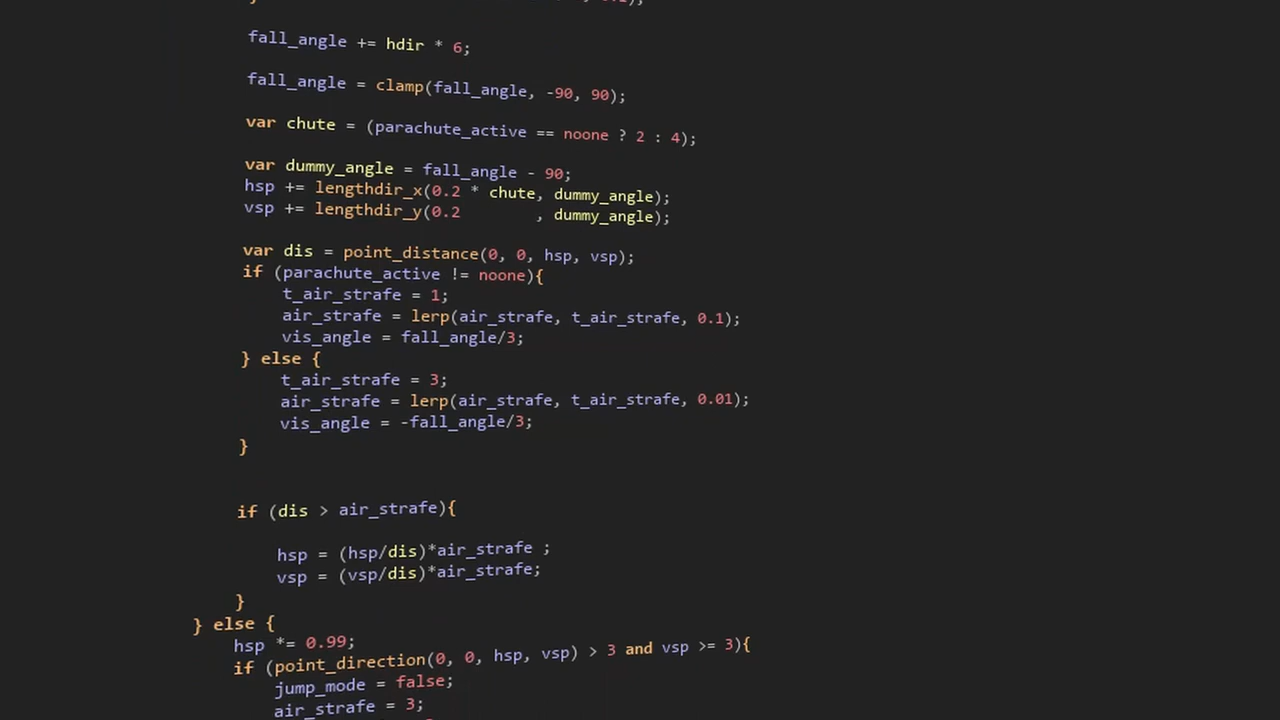 fall_angle += hdir * 6;
fall_angle = clamp(fall_angle, -90, 90);
var chute = (parachute_active == noone ? 2 : 4);
var dummy_angle = fall_angle - 90;
hsp += lengthdir_x(0.2 * chute, dummy_angle);
vsp += lengthdir_y(0.2        , dummy_angle);
var dis = point_distance(0, 0, hsp, vsp);
if (parachute_active != noone){
    t_air_strafe = 1;
    air_strafe = lerp(air_strafe, t_air_strafe, 0.1);
    vis_angle = fall_angle/3;
} else {
    t_air_strafe = 3;
    air_strafe = lerp(air_strafe, t_air_strafe, 0.01);
    vis_angle = -fall_angle/3;
}
if (dis > air_strafe){
    hsp = (hsp/dis)*air_strafe ;
    vsp = (vsp/dis)*air_strafe;
}
} else {
hsp *= 0.99;
if (point_direction(0, 0, hsp, vsp) > 3 and vsp >= 3){
    jump_mode = false;
    air_strafe = 3;